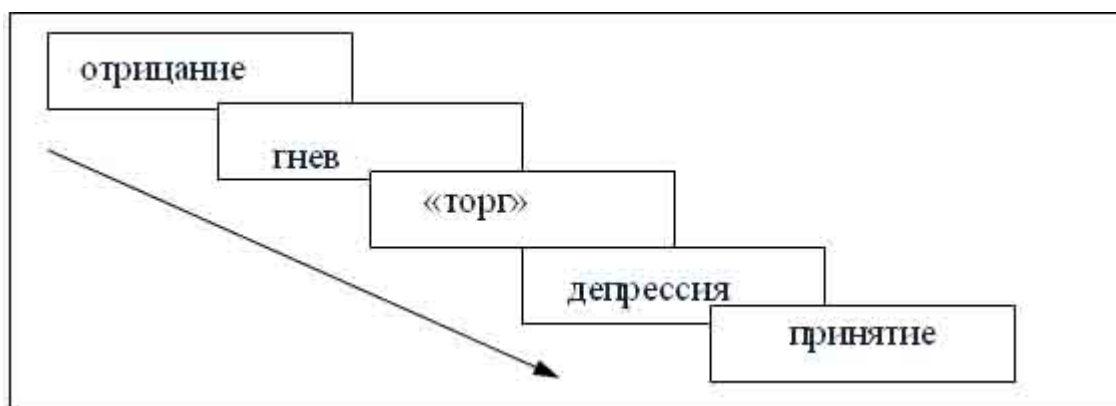 отрицание
гнев
«торг»
депрессия
принятие